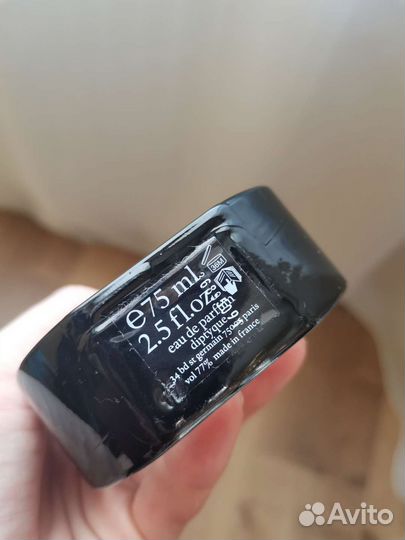 ℮75 ml
2.5 fl.oz
eau de parfum
diptyque
34 bd st germain 75005 paris
vol 77% made in france
36M
Avito